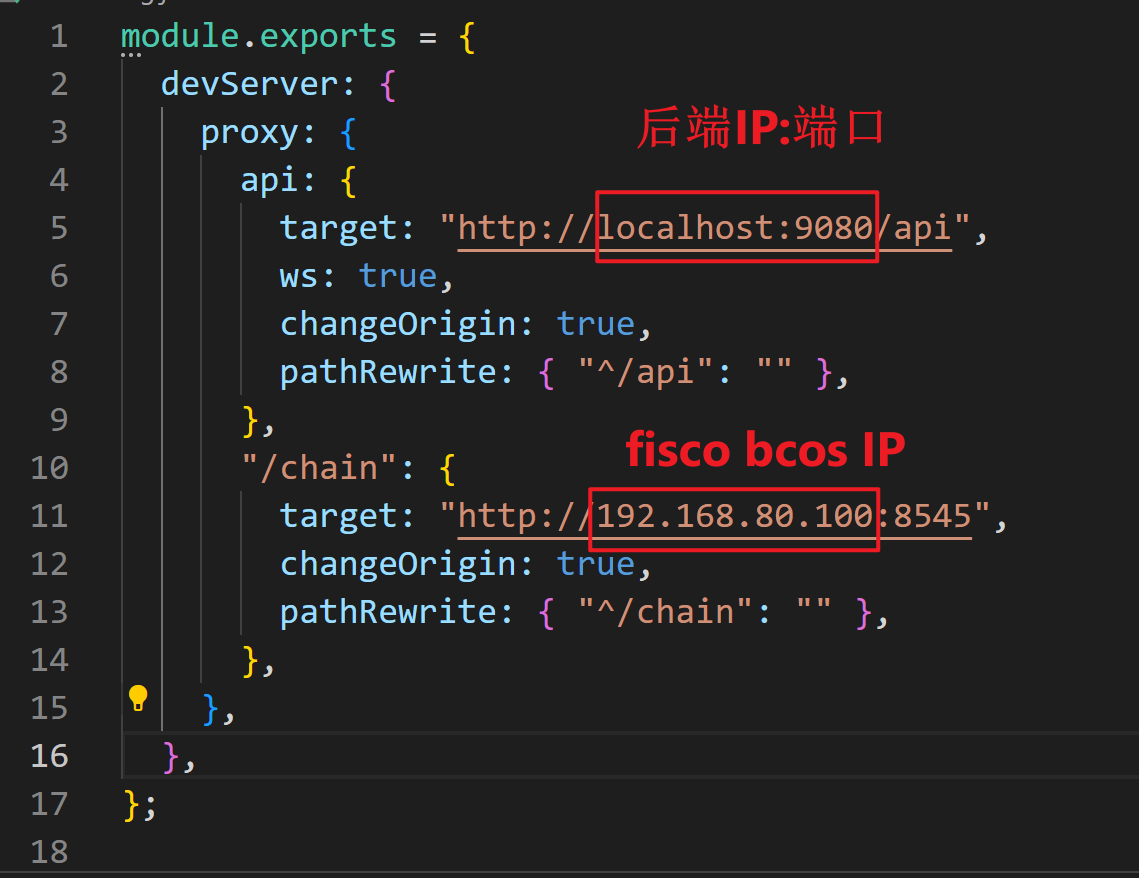 1 module.exports = {
2 devServer: {
3 proxy: {
后端IP:端口
4 api: {
5 target: "http://localhost:9080/api",
6 ws: true,
7 changeOrigin: true,
8 pathRewrite: { "^/api": "" },
9 },
fisco bcos IP
10 "/chain": {
11 target: "http://192.168.80.100:8545",
12 changeOrigin: true,
13 pathRewrite: { "^/chain": "" },
14 },
15 },
16 },
17 };
18